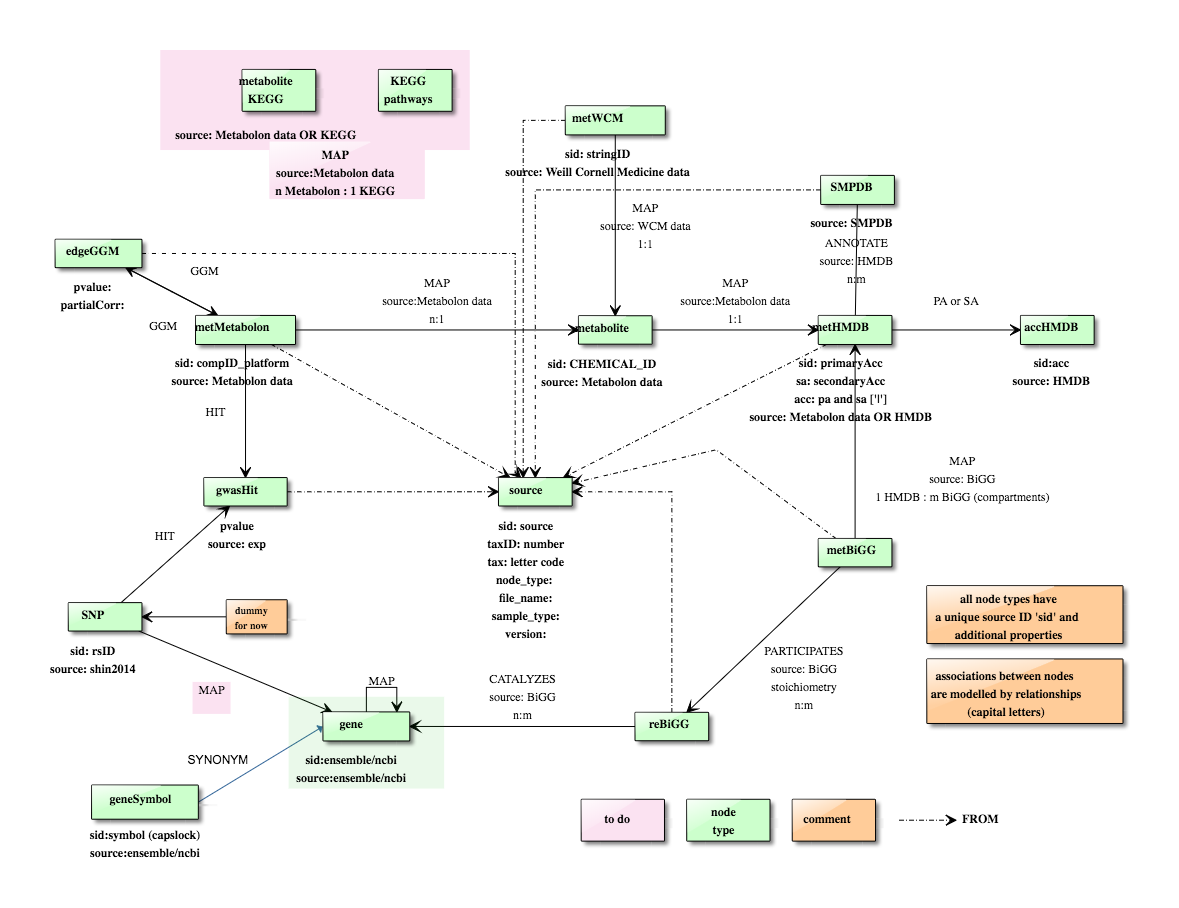 metabolite
KEGG
KEGG
pathways
source: Metabolon data OR KEGG
MAP
source:Metabolon data
n Metabolon : 1 KEGG
metWCM
sid: stringID
source: Weill Cornell Medicine data
MAP
source: WCM data
1:1
SMPDB
source: SMPDB
ANNOTATE
source: HMDB
n:m
edgeGGM
pvalue:
partialCorr:
GGM
GGM
metMetabolon
sid: compID_platform
source: Metabolon data
MAP
source:Metabolon data
n:1
metabolite
sid: CHEMICAL_ID
source: Metabolon data
MAP
source:Metabolon data
1:1
metHMDB
sid: primaryAcc
sa: secondaryAcc
acc: pa and sa ['|']
source: Metabolon data OR HMDB
PA or SA
accHMDB
sid:acc
source: HMDB
HIT
gwasHit
pvalue
source: exp
source
sid: source
taxID: number
tax: letter code
node_type:
file_name:
sample_type:
version:
MAP
source: BiGG
1 HMDB : m BiGG (compartments)
metBiGG
HIT
SNP
sid: rsID
source: shin2014
dummy
for now
all node types have
a unique source ID 'sid' and
additional properties
associations between nodes
are modelled by relationships
(capital letters)
PARTICIPATES
source: BiGG
stoichiometry
n:m
CATALYZES
source: BiGG
n:m
reBiGG
MAP
MAP
gene
sid:ensemble/ncbi
source:ensemble/ncbi
SYNONYM
geneSymbol
sid:symbol (capslock)
source:ensemble/ncbi
to do
node
type
comment
FROM